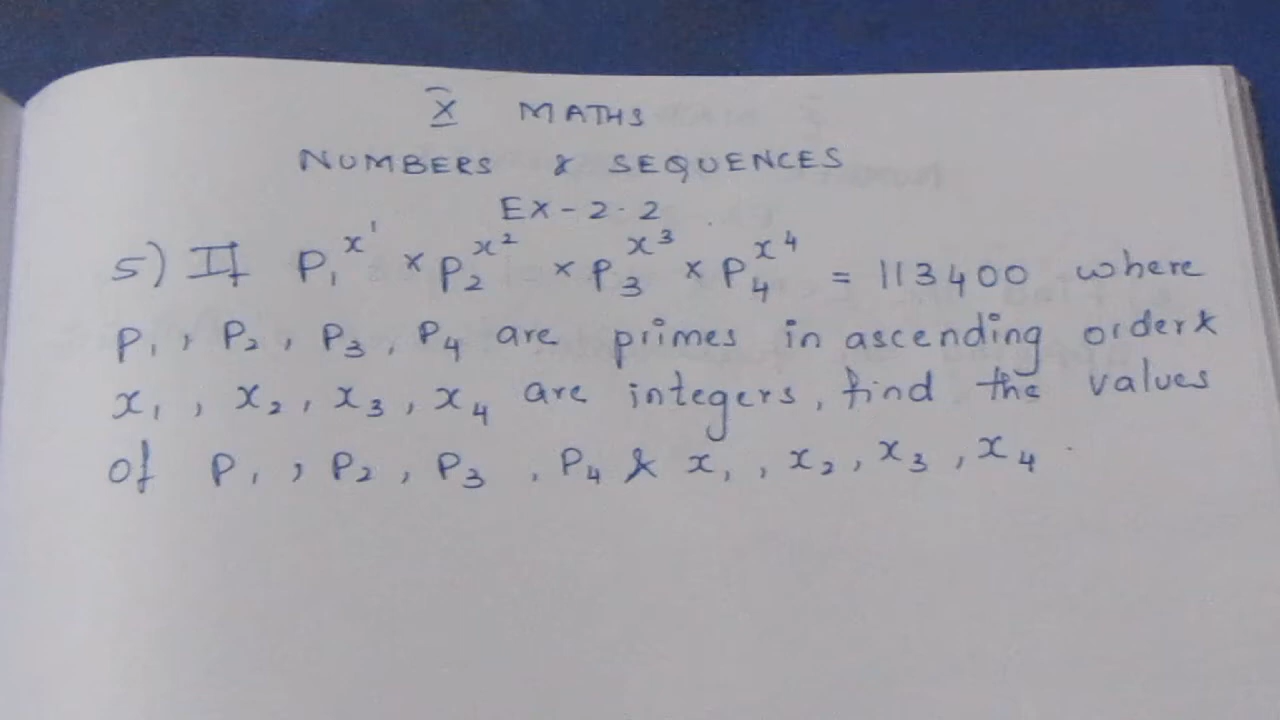 X MATHS
NUMBERS & SEQUENCES
EX-2.2
5) If P₁^x1 × P₂^x2 × P₃^x3 × P₄^x4 = 113400 where
P₁, P₂, P₃, P₄ are primes in ascending order &
x₁, x₂, x₃, x₄ are integers, find the values
of P₁, P₂, P₃, P₄ & x₁, x₂, x₃, x₄.